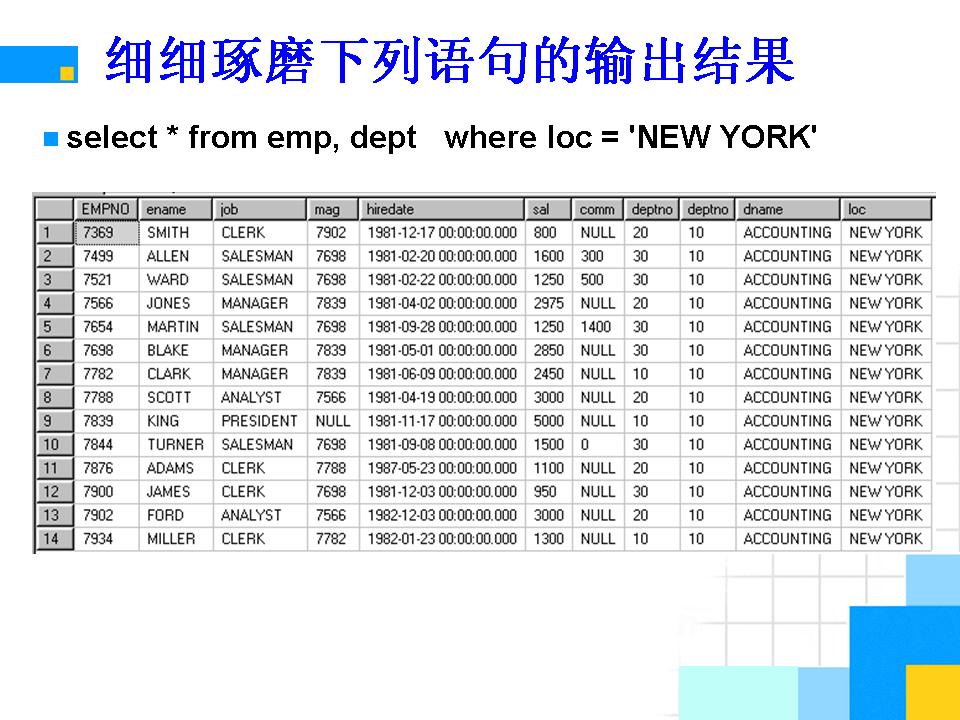 细细琢磨下列语句的输出结果
select * from emp, dept where loc = 'NEW YORK'
EMPNO ename job mag hiredate sal comm deptno deptno dname loc
1 7369 SMITH CLERK 7902 1981-12-17 00:00:00.000 800 NULL 20 10 ACCOUNTING NEW YORK
2 7499 ALLEN SALESMAN 7698 1981-02-20 00:00:00.000 1600 300 30 10 ACCOUNTING NEW YORK
3 7521 WARD SALESMAN 7698 1981-02-22 00:00:00.000 1250 500 30 10 ACCOUNTING NEW YORK
4 7566 JONES MANAGER 7839 1981-04-02 00:00:00.000 2975 NULL 20 10 ACCOUNTING NEW YORK
5 7654 MARTIN SALESMAN 7698 1981-09-28 00:00:00.000 1250 1400 30 10 ACCOUNTING NEW YORK
6 7698 BLAKE MANAGER 7839 1981-05-01 00:00:00.000 2850 NULL 30 10 ACCOUNTING NEW YORK
7 7782 CLARK MANAGER 7839 1981-06-09 00:00:00.000 2450 NULL 10 10 ACCOUNTING NEW YORK
8 7788 SCOTT ANALYST 7566 1981-04-19 00:00:00.000 3000 NULL 20 10 ACCOUNTING NEW YORK
9 7839 KING PRESIDENT NULL 1981-11-17 00:00:00.000 5000 NULL 10 10 ACCOUNTING NEW YORK
10 7844 TURNER SALESMAN 7698 1981-09-08 00:00:00.000 1500 0 30 10 ACCOUNTING NEW YORK
11 7876 ADAMS CLERK 7788 1987-05-23 00:00:00.000 1100 NULL 20 10 ACCOUNTING NEW YORK
12 7900 JAMES CLERK 7698 1981-12-03 00:00:00.000 950 NULL 30 10 ACCOUNTING NEW YORK
13 7902 FORD ANALYST 7566 1982-12-03 00:00:00.000 3000 NULL 20 10 ACCOUNTING NEW YORK
14 7934 MILLER CLERK 7782 1982-01-23 00:00:00.000 1300 NULL 10 10 ACCOUNTING NEW YORK